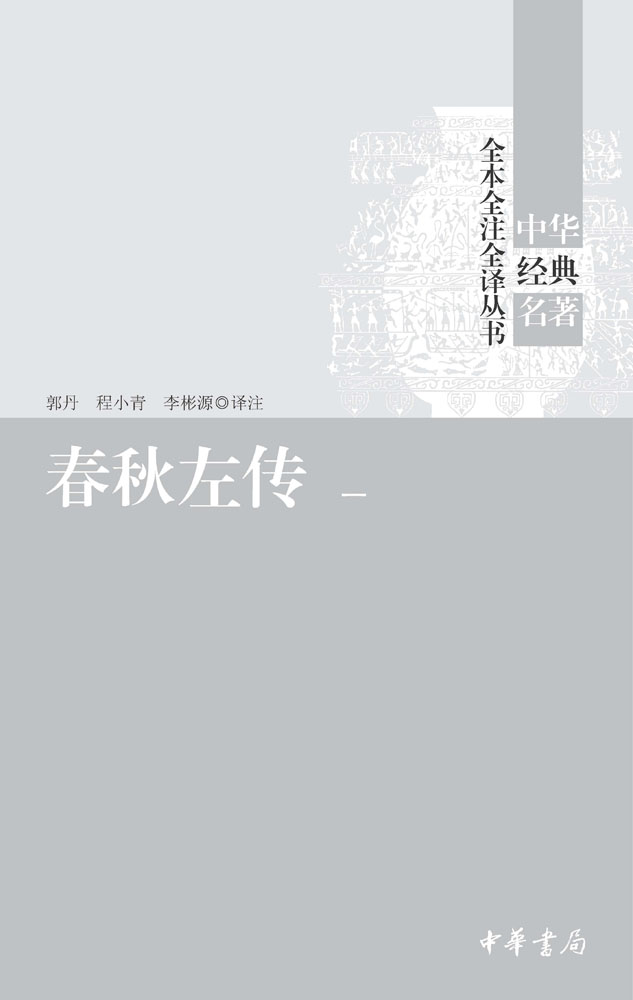 中华
经典
名著
全本全注全译丛书
郭丹 程小青 李彬源◎译注
春秋左传 一
中華書局